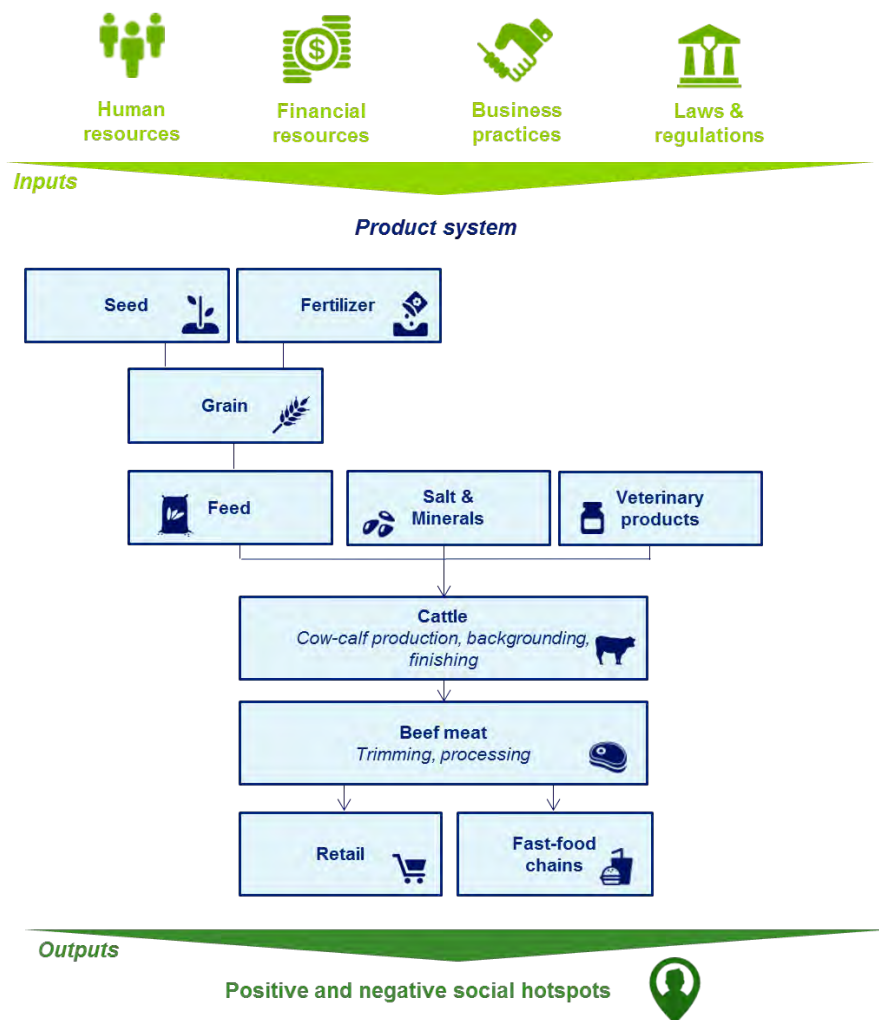 Human
resources
Financial
resources
Business
practices
Laws &
regulations
Inputs
Product system
Seed
Fertilizer
Grain
Feed
Salt &
Minerals
Veterinary
products
Cattle
Cow-calf production, backgrounding,
finishing
Beef meat
Trimming, processing
Retail
Fast-food
chains
Outputs
Positive and negative social hotspots